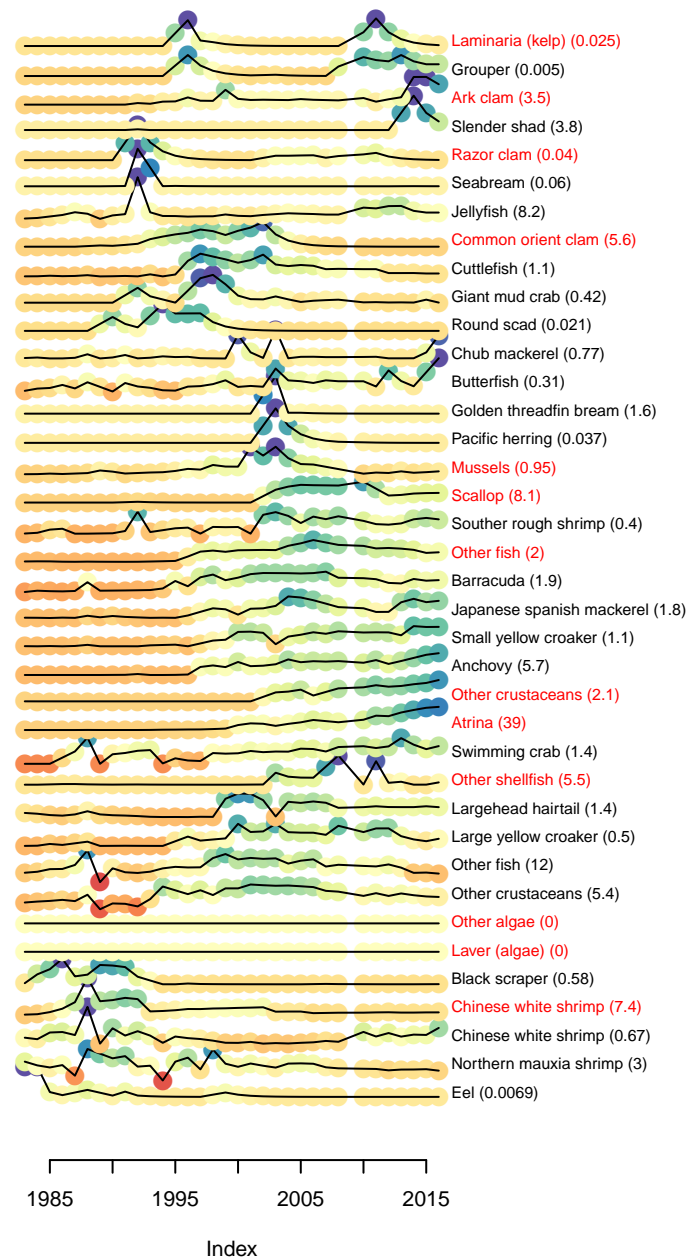 Laminaria (kelp) (0.025)
Grouper (0.005)
Ark clam (3.5)
Slender shad (3.8)
Razor clam (0.04)
Seabream (0.06)
Jellyfish (8.2)
Common orient clam (5.6)
Cuttlefish (1.1)
Giant mud crab (0.42)
Round scad (0.021)
Chub mackerel (0.77)
Butterfish (0.31)
Golden threadfin bream (1.6)
Pacific herring (0.037)
Mussels (0.95)
Scallop (8.1)
Souther rough shrimp (0.4)
Other fish (2)
Barracuda (1.9)
Japanese spanish mackerel (1.8)
Small yellow croaker (1.1)
Anchovy (5.7)
Other crustaceans (2.1)
Atrina (39)
Swimming crab (1.4)
Other shellfish (5.5)
Largehead hairtail (1.4)
Large yellow croaker (0.5)
Other fish (12)
Other crustaceans (5.4)
Other algae (0)
Laver (algae) (0)
Black scraper (0.58)
Chinese white shrimp (7.4)
Chinese white shrimp (0.67)
Northern mauxia shrimp (3)
Eel (0.0069)
1985 1995 2005 2015
Index